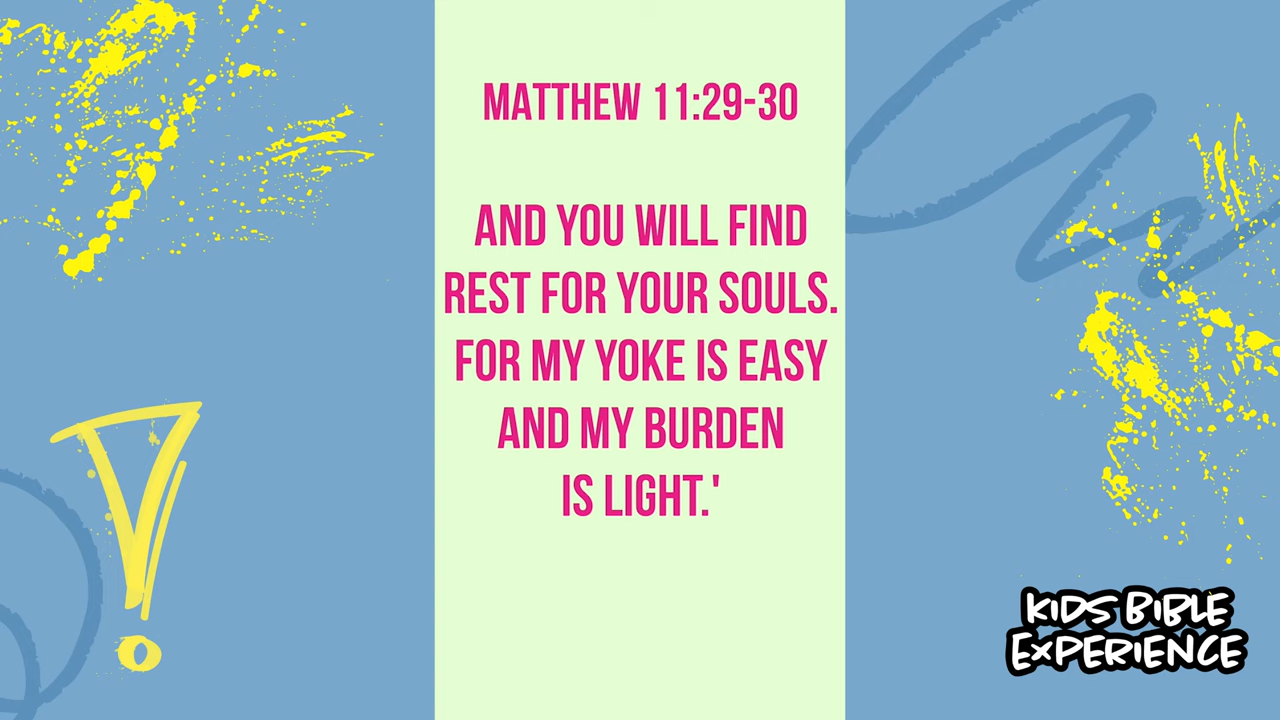 MATTHEW 11:29-30
AND YOU WILL FIND
REST FOR YOUR SOULS.
FOR MY YOKE IS EASY
AND MY BURDEN
IS LIGHT.'
KIDS BIBLE
EXPERIENCE